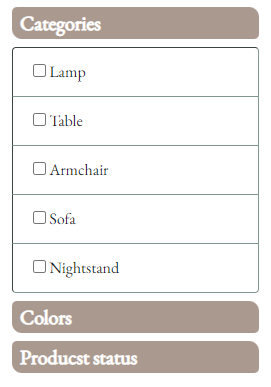 Categories
Lamp
Table
Armchair
Sofa
Nightstand
Colors
Producst status